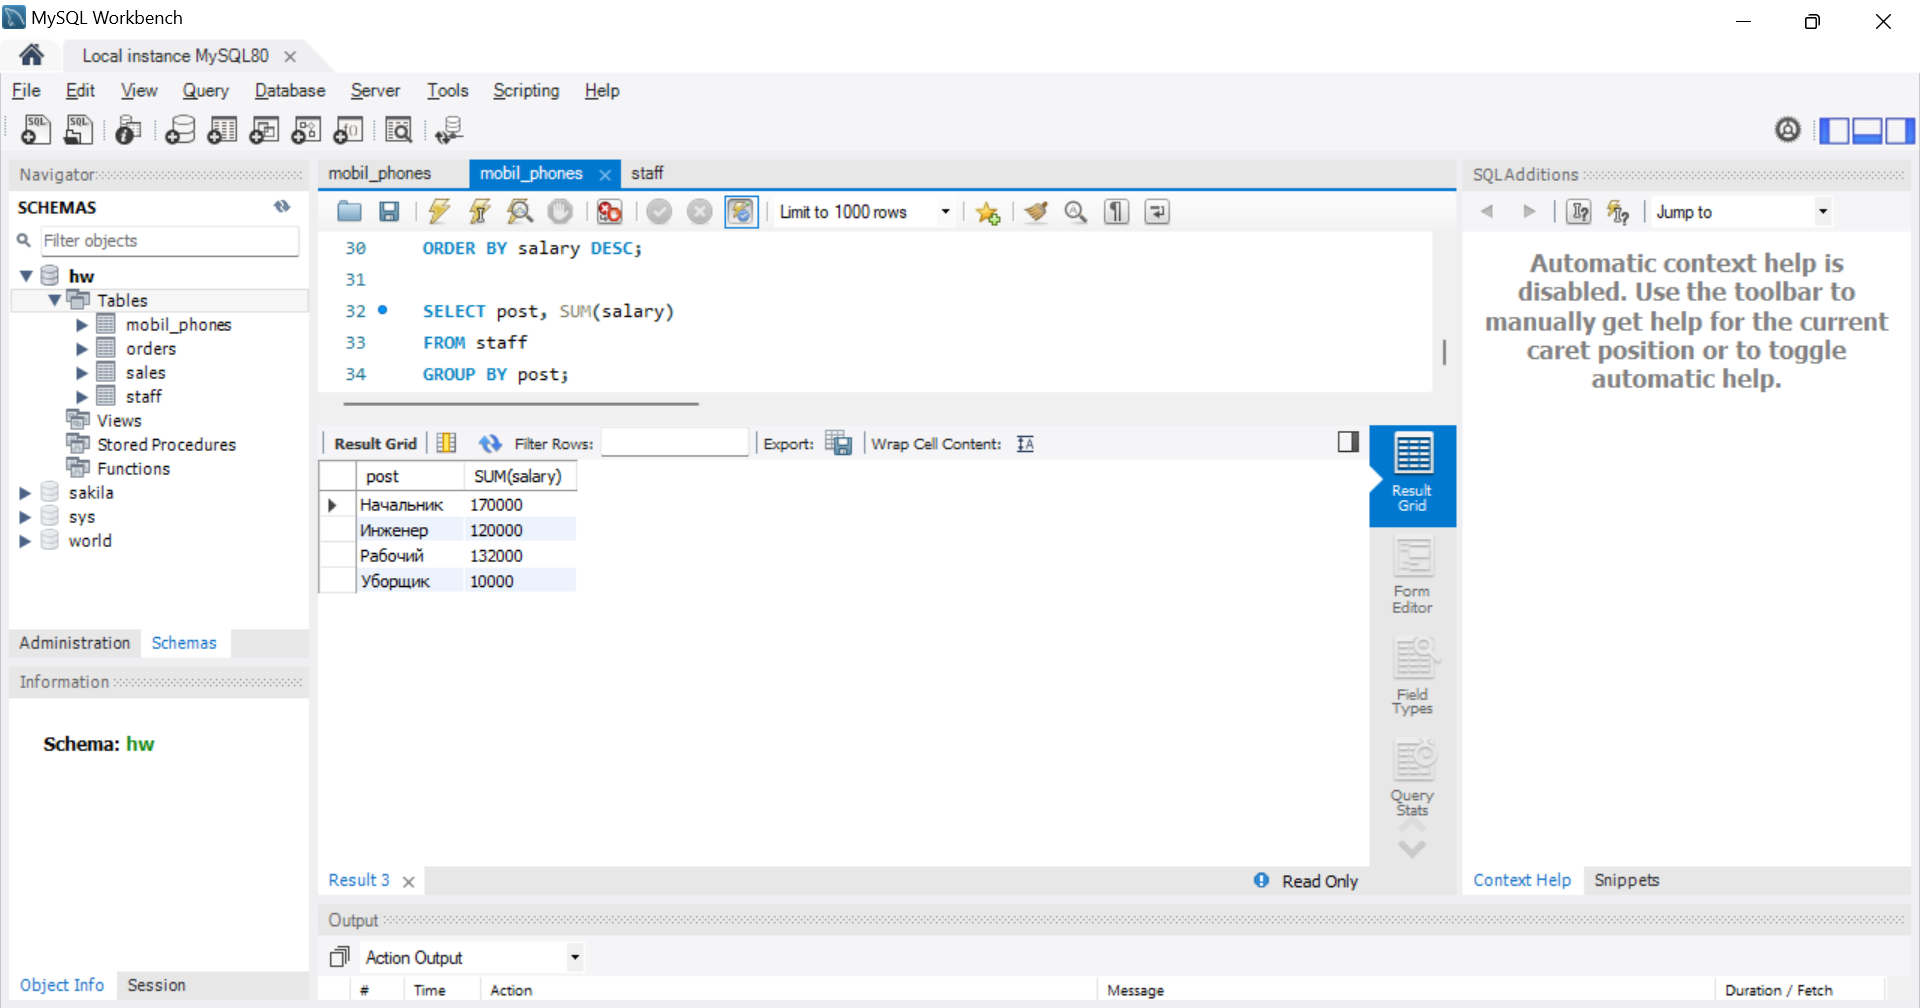 MySQL Workbench
Local instance MySQL80
File Edit View Query Database Server Tools Scripting Help
Navigator
SCHEMAS
Filter objects
hw
Tables
mobil_phones
orders
sales
staff
Views
Stored Procedures
Functions
sakila
sys
world
Administration Schemas
Information
Schema: hw
Object Info Session
mobil_phones mobil_phones staff
Limit to 1000 rows
30 ORDER BY salary DESC;
31
32 SELECT post, SUM(salary)
33 FROM staff
34 GROUP BY post;
Result Grid Filter Rows: Export: Wrap Cell Content:
post SUM(salary)
Начальник 170000
Инженер 120000
Рабочий 132000
Уборщик 10000
Result
Grid
Form
Editor
Field
Types
Query
Stats
Result 3 Read Only
SQLAdditions
Jump to
Automatic context help is
disabled. Use the toolbar to
manually get help for the current
caret position or to toggle
automatic help.
Context Help Snippets
Output
Action Output
# Time Action Message Duration / Fetch